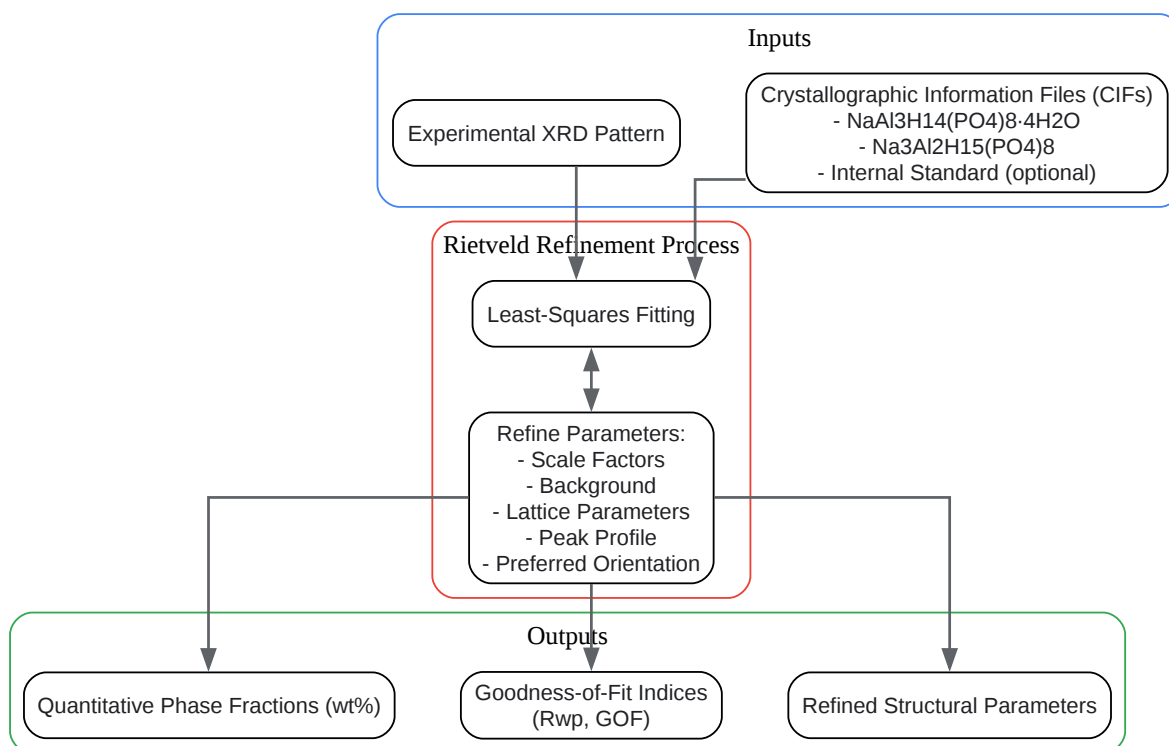 Inputs
Experimental XRD Pattern
Crystallographic Information Files (CIFs)
- NaAl3H14(PO4)8·4H2O
- Na3Al2H15(PO4)8
- Internal Standard (optional)
Rietveld Refinement Process
Least-Squares Fitting
Refine Parameters:
- Scale Factors
- Background
- Lattice Parameters
- Peak Profile
- Preferred Orientation
Outputs
Quantitative Phase Fractions (wt%)
Goodness-of-Fit Indices
(Rwp, GOF)
Refined Structural Parameters